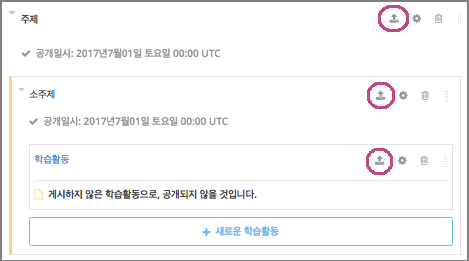 주제
공개일시: 2017년7월01일 토요일 00:00 UTC
소주제
공개일시: 2017년7월01일 토요일 00:00 UTC
학습활동
게시하지 않은 학습활동으로, 공개되지 않을 것입니다.
+ 새로운 학습활동